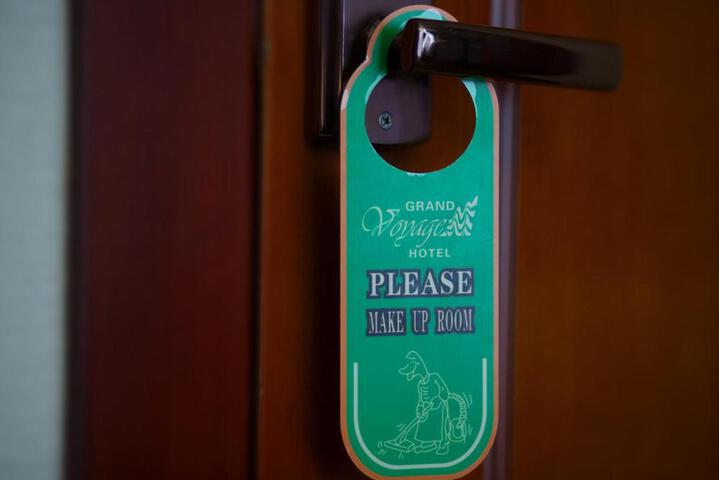 GRAND
Voyage
HOTEL
PLEASE
MAKE UP ROOM